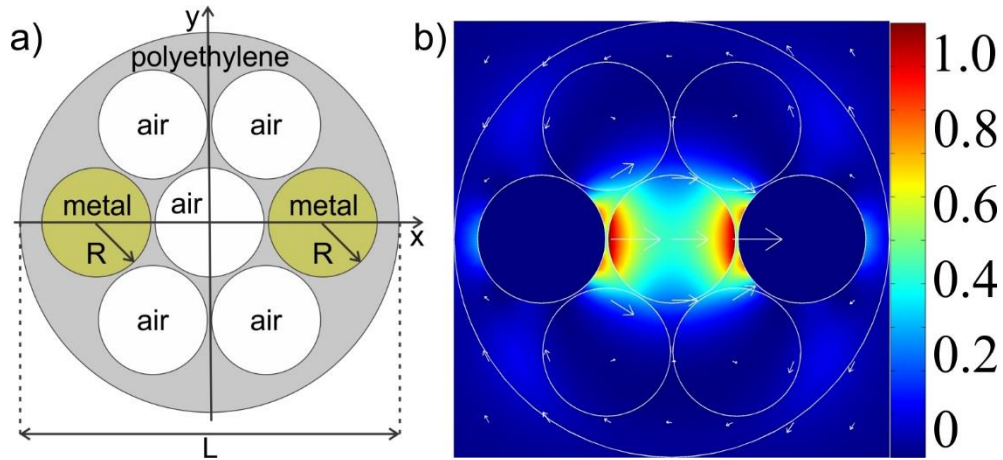 a)
y
polyethylene
air
air
metal
air
metal
x
R
R
air
air
L
b)
1.0
0.8
0.6
0.4
0.2
0